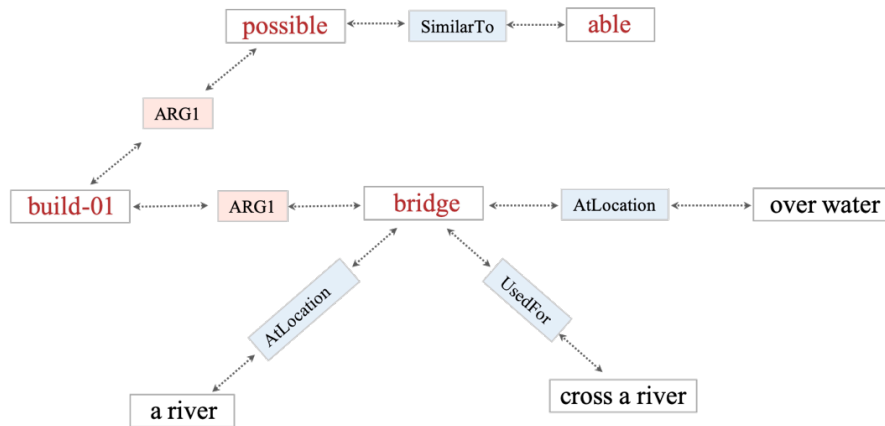 possible
SimilarTo
able
ARG1
build-01
ARG1
bridge
AtLocation
over water
AtLocation
UsedFor
a river
cross a river